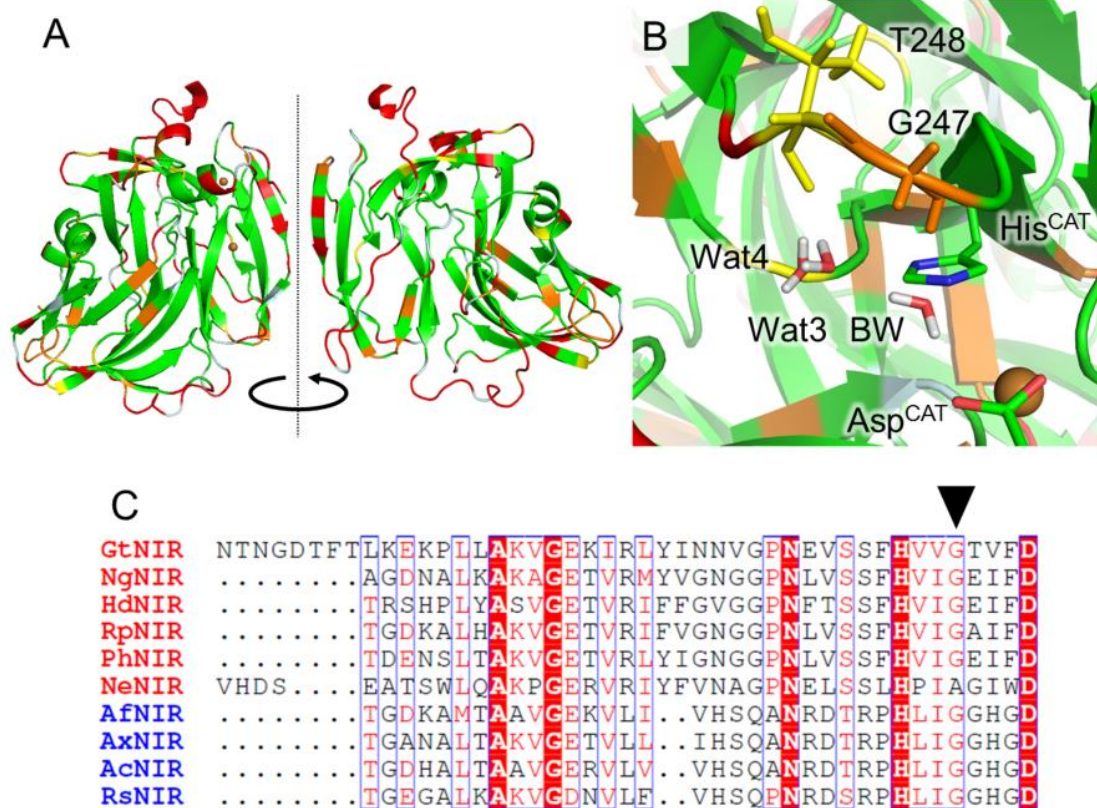 A
B
T248
G247
His^CAT
Wat4
Wat3 BW
Asp^CAT
C
GtNIR NTNGDTFTLKEKPLLAKVGEKIRLYINNVGPNEVSSFHVVGTVFD
NgNIR ........AGDNALKAKAGETVRMYVGNGGPNLVSSFHVIGEIFD
HdNIR ........TRSHPLYASVGETVRIFFGVGGPNFTSSFHVIGEIFD
RpNIR ........TGDKALHAKVGETVRIFVGNGGPNLVSSFHVIGAIFD
PhNIR ........TDENSLTAKVGETVRLYIGNGGPNLVSSFHVIGEIFD
NeNIR VHDS....EATSWLQAKPGERVRIYFVNAGPNELSSLHPIAGIWD
AfNIR ........TGDKAMTAAVGEKVLI..VHSQANRDTRPHLIGGHGD
AxNIR ........TGANALTAKVGETVLL..IHSQANRDTRPHLIGGHGD
AcNIR ........TGDHALTAAVGERVLV..VHSQANRDTRPHLIGGHGD
RsNIR ........TGEGALKAKVGDNVLF..VHSQANRDTRPHLIGGHGD